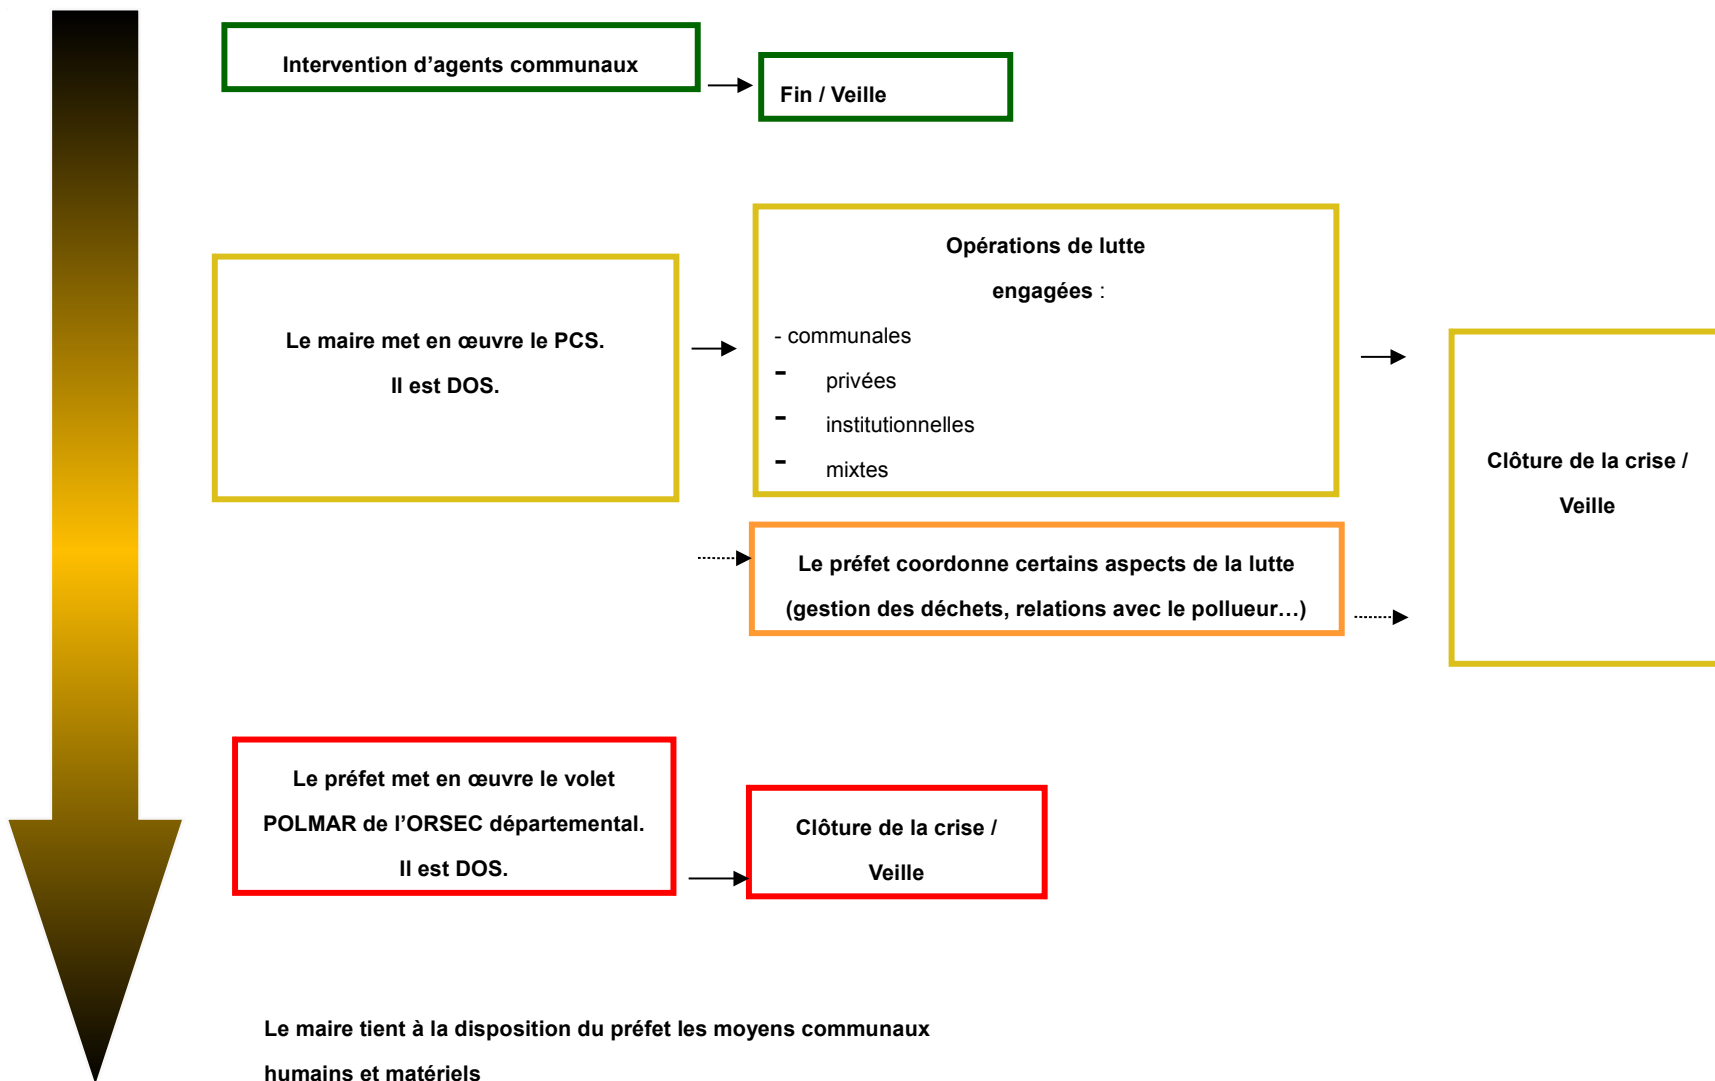 Intervention d’agents communaux
Fin / Veille
Le maire met en œuvre le PCS.
Il est DOS.
Opérations de lutte
engagées :
- communales
- privées
- institutionnelles
- mixtes
Le préfet coordonne certains aspects de la lutte
(gestion des déchets, relations avec le pollueur…)
Clôture de la crise /
Veille
Le préfet met en œuvre le volet
POLMAR de l’ORSEC départemental.
Il est DOS.
Clôture de la crise /
Veille
Le maire tient à la disposition du préfet les moyens communaux
humains et matériels